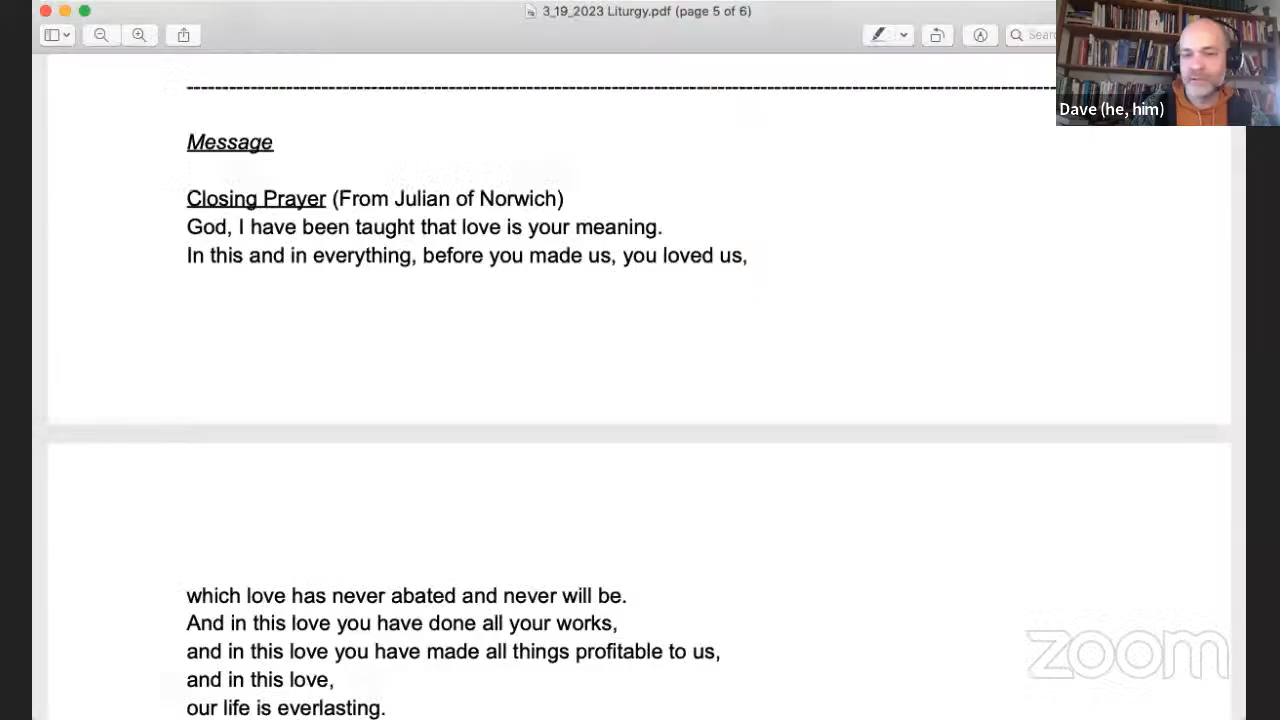 3_19_2023 Liturgy.pdf (page 5 of 6)
Sear
Dave (he, him)
Message
Closing Prayer (From Julian of Norwich)
God, I have been taught that love is your meaning.
In this and in everything, before you made us, you loved us,
which love has never abated and never will be.
And in this love you have done all your works,
and in this love you have made all things profitable to us,
and in this love,
our life is everlasting.
zoom